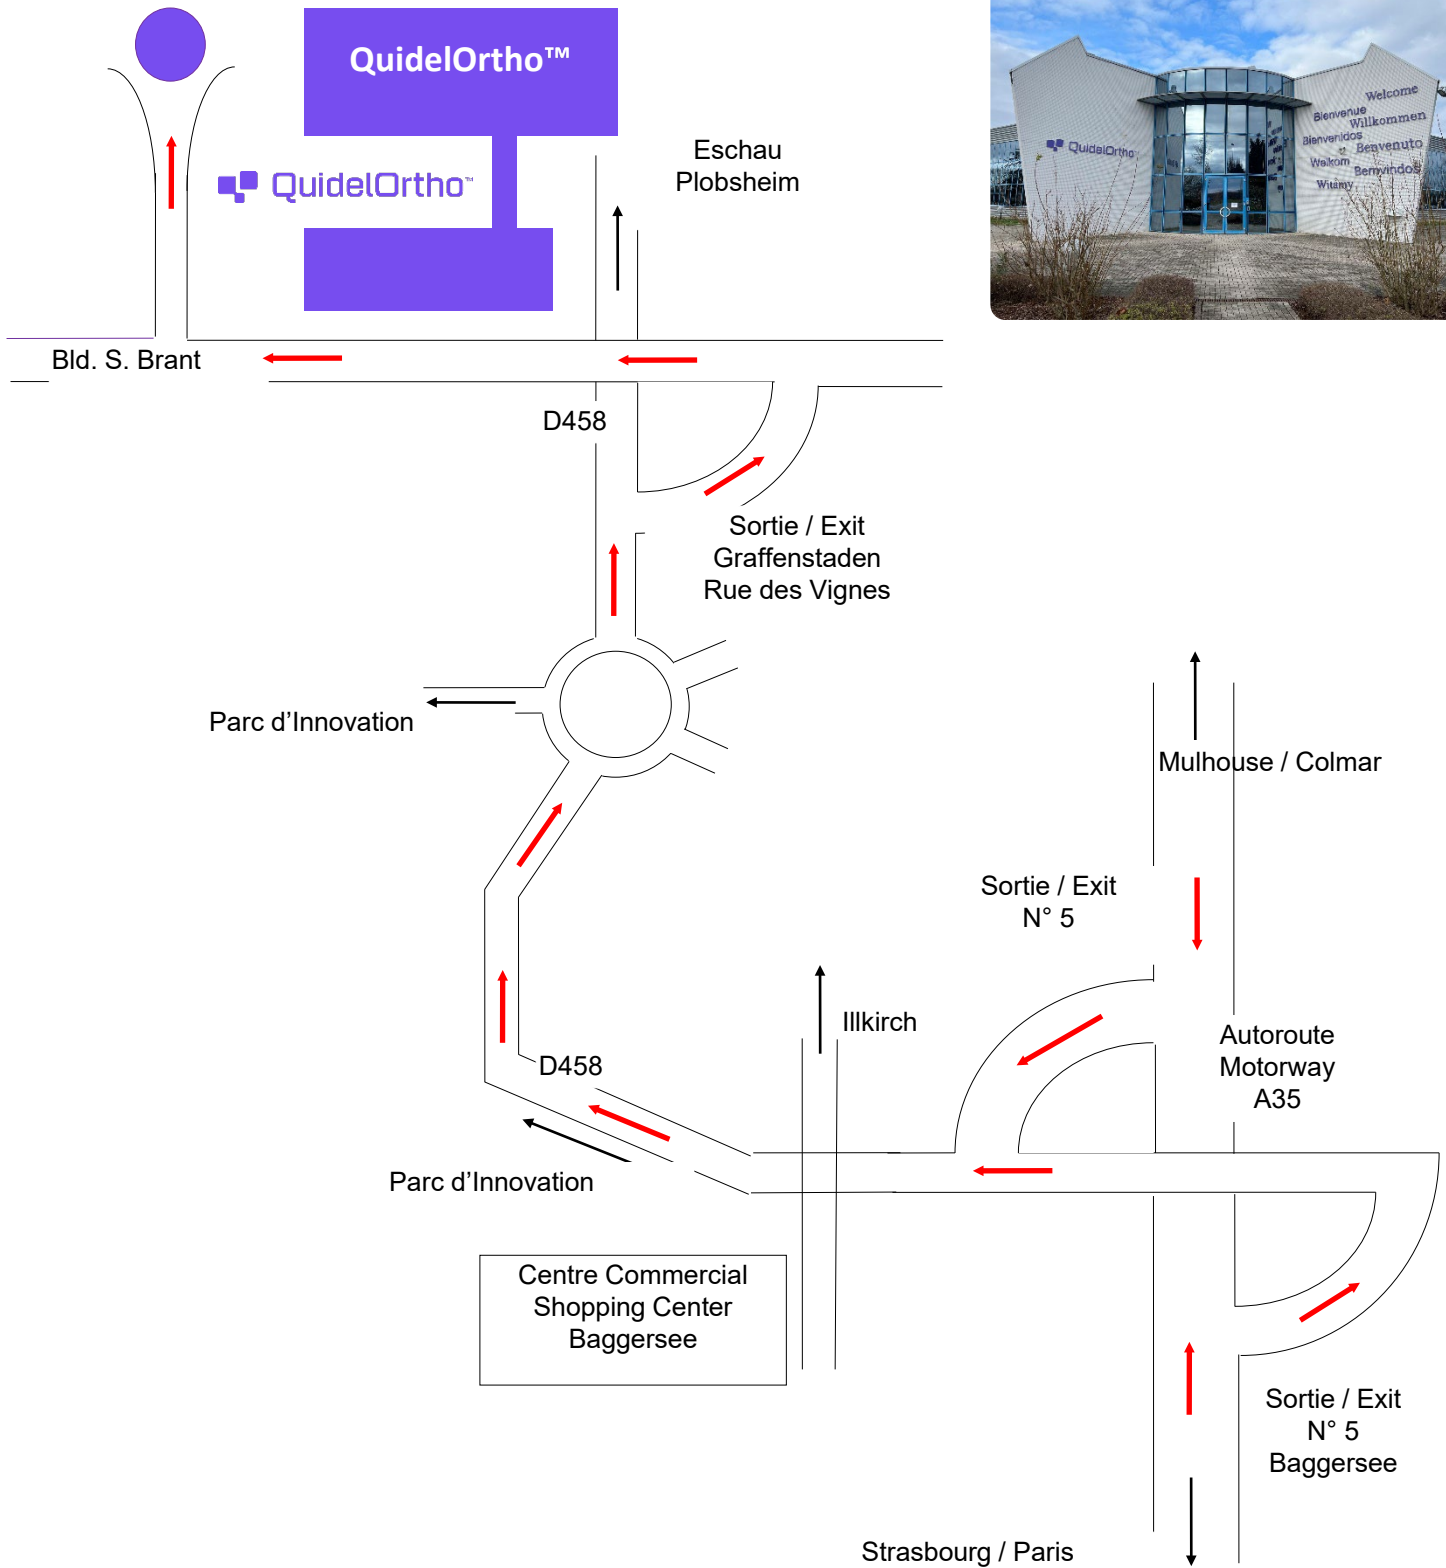 QuidelOrtho™
QuidelOrtho™
Eschau
Plobsheim
QuidelOrtho
Welcome
Bienvenue
Willkommen
Bienvenidos
Benvenuto
Welkom
Bemvindos
Witamy
Bld. S. Brant
D458
Sortie / Exit
Graffenstaden
Rue des Vignes
Parc d’Innovation
Mulhouse / Colmar
Sortie / Exit
N° 5
Illkirch
Autoroute
Motorway
A35
D458
Parc d’Innovation
Centre Commercial
Shopping Center
Baggersee
Sortie / Exit
N° 5
Baggersee
Strasbourg / Paris